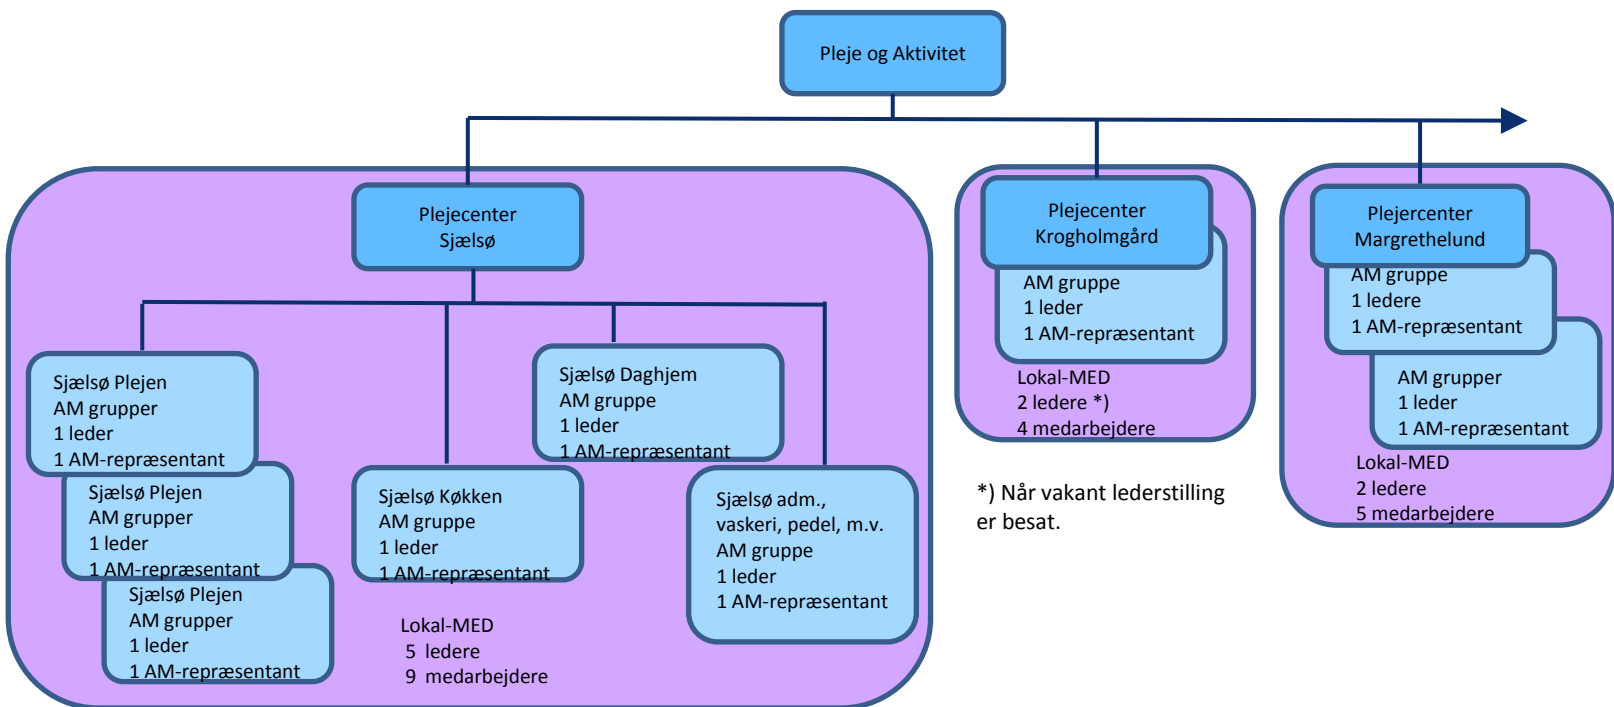 Pleje og Aktivitet
Plejecenter
Sjælsø
Sjælsø Plejen
AM grupper
1 leder
1 AM-repræsentant
Sjælsø Plejen
AM grupper
1 leder
1 AM-repræsentant
Sjælsø Plejen
AM grupper
1 leder
1 AM-repræsentant
Sjælsø Køkken
AM gruppe
1 leder
1 AM-repræsentant
Lokal-MED
5 ledere
9 medarbejdere
Sjælsø Daghjem
AM gruppe
1 leder
1 AM-repræsentant
Sjælsø adm.,
vaskeri, pedel, m.v.
AM gruppe
1 leder
1 AM-repræsentant
Plejecenter
Krogholmgård
AM gruppe
1 leder
1 AM-repræsentant
Lokal-MED
2 ledere *)
4 medarbejdere
*) Når vakant lederstilling
er besat.
Plejercenter
Margrethelund
AM gruppe
1 ledere
1 AM-repræsentant
AM grupper
1 leder
1 AM-repræsentant
Lokal-MED
2 ledere
5 medarbejdere